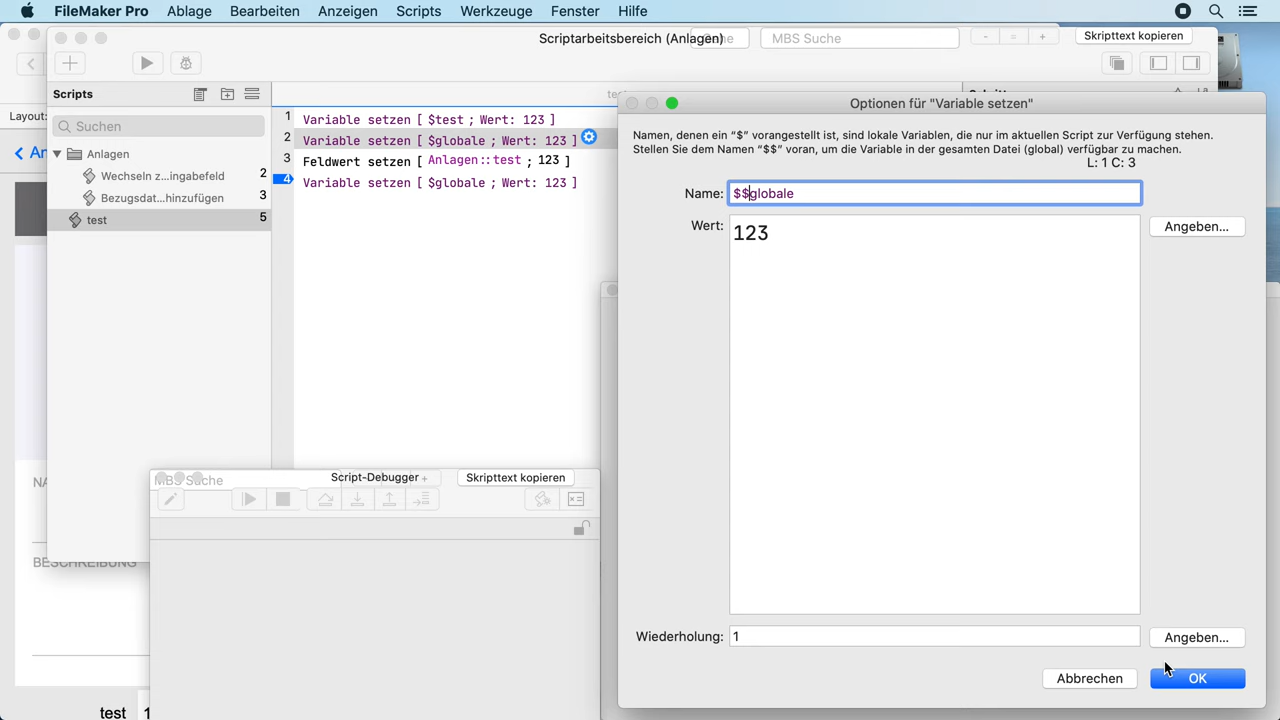 FileMaker Pro Ablage Bearbeiten Anzeigen Scripts Werkzeuge Fenster Hilfe
Scriptarbeitsbereich (Anlagen)
MBS Suche
- = +
Skripttext kopieren
Scripts
Layout:
Suchen
Anlagen
Wechseln z...ingabefeld 2
Bezugsdat...hinzufügen 3
test 5
1 Variable setzen [ $test ; Wert: 123 ]
2 Variable setzen [ $globale ; Wert: 123 ]
3 Feldwert setzen [ Anlagen::test ; 123 ]
4 Variable setzen [ $globale ; Wert: 123 ]
Optionen für "Variable setzen"
Namen, denen ein “$” vorangestellt ist, sind lokale Variablen, die nur im aktuellen Script zur Verfügung stehen.
Stellen Sie dem Namen “$$” voran, um die Variable in der gesamten Datei (global) verfügbar zu machen.
L: 1 C: 3
Name: $$globale
Wert: 123
Angeben...
Wiederholung: 1
Angeben...
Abbrechen OK
MBS Suche
Script-Debugger
+
Skripttext kopieren
BESCHREIBUNG
test 1